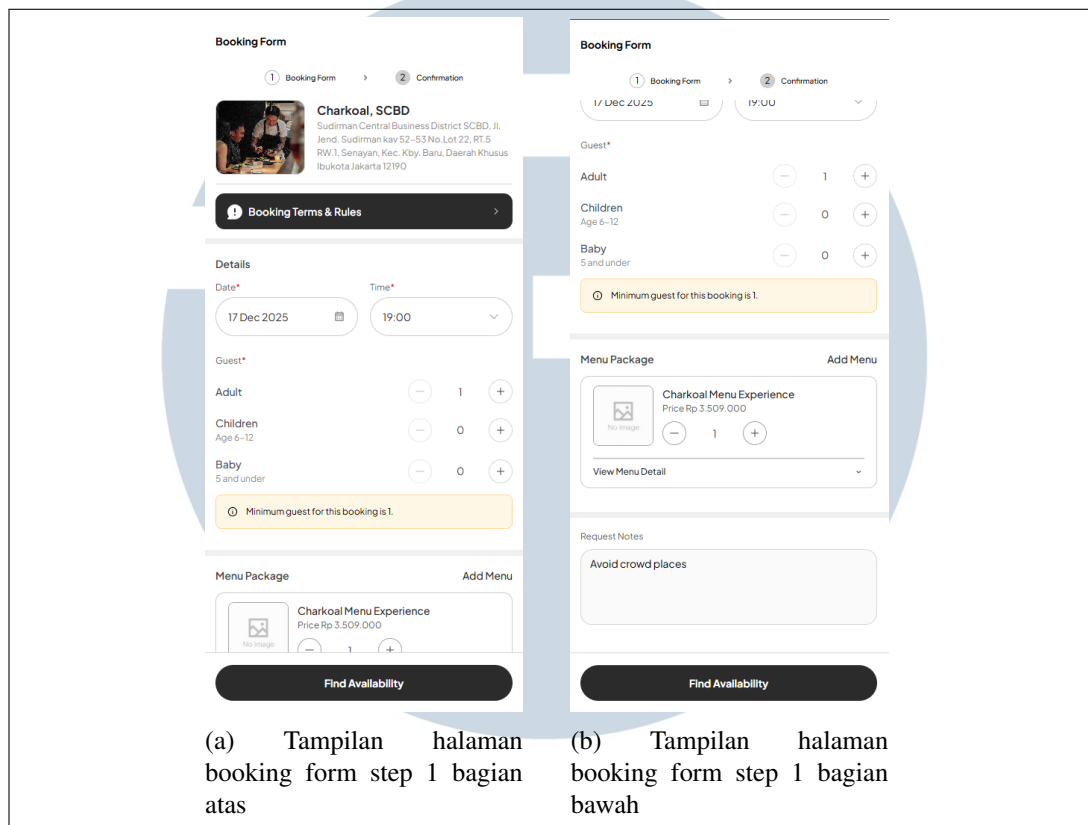 Booking Form
1 Booking Form > 2 Confirmation
Charkoal, SCBD
Sudirman Central Business District SCBD, Jl.
Jend. Sudirman kav 52-53 No.Lot 22, RT.5
RW.1, Senayan, Kec. Kby. Baru, Daerah Khusus
Ibukota Jakarta 12190
Booking Terms & Rules
Details
Date* Time*
17 Dec 2025 19:00
Guest*
Adult 1
Children 0
Age 6-12
Baby 0
5 and under
Minimum guest for this booking is 1.
Menu Package Add Menu
Charkoal Menu Experience
Price Rp 3.509.000
No Image
1
Find Availability
(a) Tampilan halaman
booking form step 1 bagian
atas
Booking Form
1 Booking Form > 2 Confirmation
17 Dec 2025 19:00
Guest*
Adult 1
Children 0
Age 6-12
Baby 0
5 and under
Minimum guest for this booking is 1.
Menu Package Add Menu
Charkoal Menu Experience
Price Rp 3.509.000
No Image
1
View Menu Detail
Request Notes
Avoid crowd places
Find Availability
(b) Tampilan halaman
booking form step 1 bagian
bawah